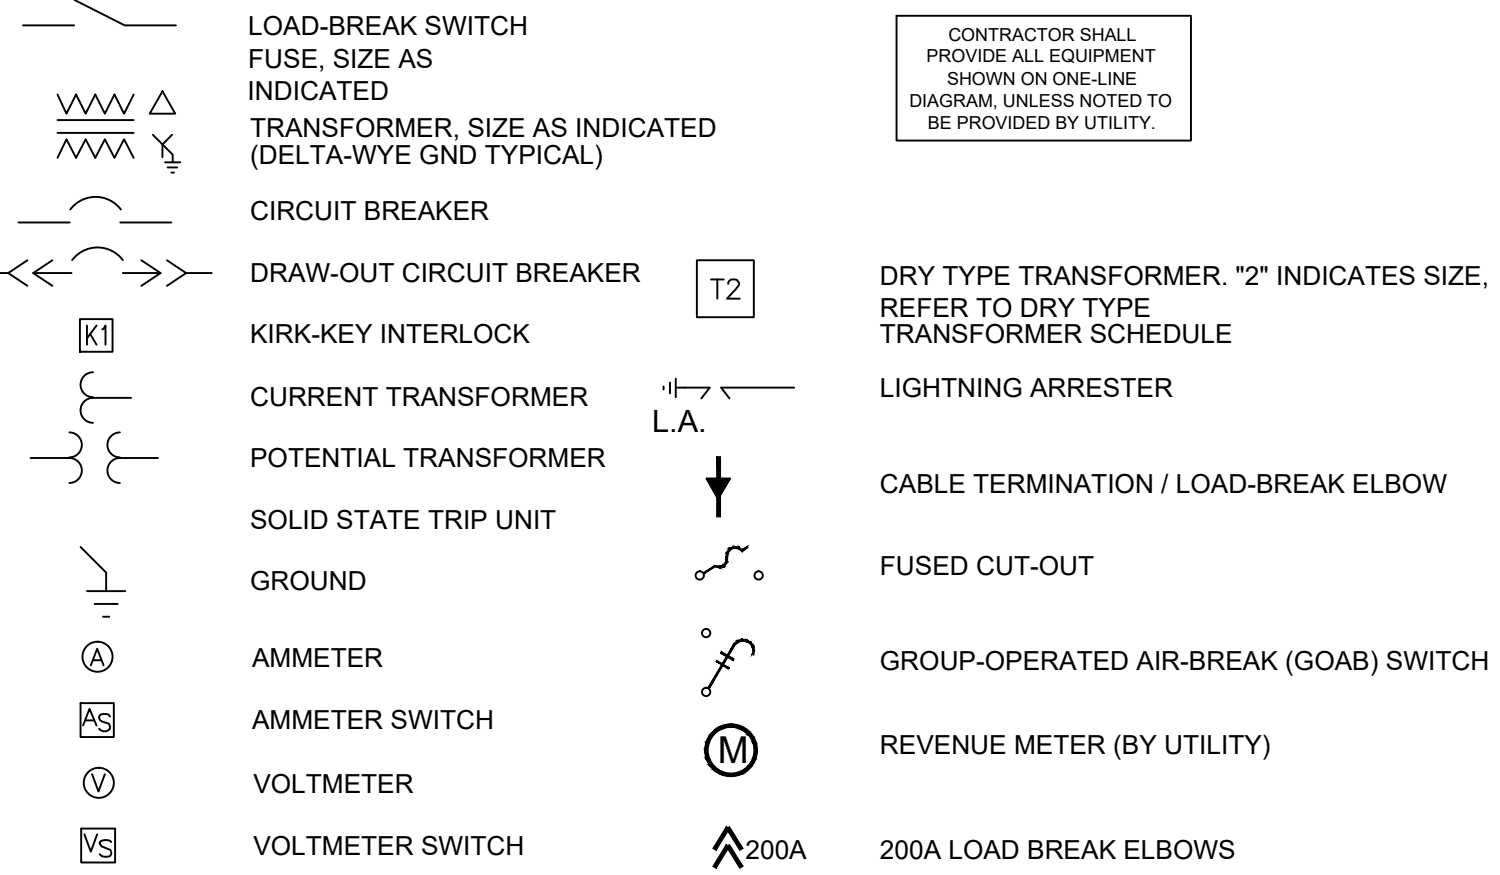 LOAD-BREAK SWITCH
FUSE, SIZE AS
INDICATED
TRANSFORMER, SIZE AS INDICATED
(DELTA-WYE GND TYPICAL)
CIRCUIT BREAKER
DRAW-OUT CIRCUIT BREAKER
K1
KIRK-KEY INTERLOCK
CURRENT TRANSFORMER
POTENTIAL TRANSFORMER
SOLID STATE TRIP UNIT
GROUND
A
AMMETER
AS
AMMETER SWITCH
V
VOLTMETER
VS
VOLTMETER SWITCH
CONTRACTOR SHALL
PROVIDE ALL EQUIPMENT
SHOWN ON ONE-LINE
DIAGRAM, UNLESS NOTED TO
BE PROVIDED BY UTILITY.
T2
DRY TYPE TRANSFORMER. "2" INDICATES SIZE,
REFER TO DRY TYPE
TRANSFORMER SCHEDULE
L.A.
LIGHTNING ARRESTER
CABLE TERMINATION / LOAD-BREAK ELBOW
FUSED CUT-OUT
GROUP-OPERATED AIR-BREAK (GOAB) SWITCH
M
REVENUE METER (BY UTILITY)
200A
200A LOAD BREAK ELBOWS